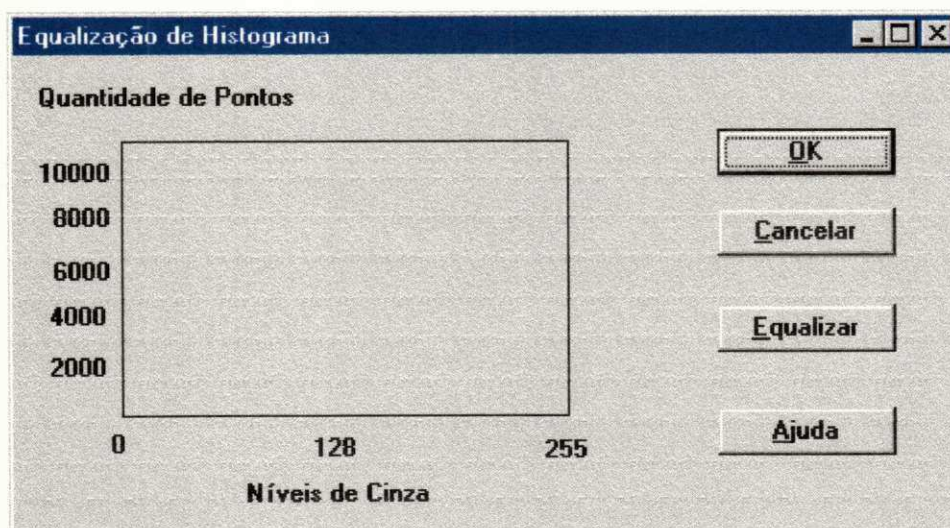 Equalização de Histograma
Quantidade de Pontos
10000
8000
6000
4000
2000
0 128 255
Níveis de Cinza
OK
Cancelar
Equalizar
Ajuda